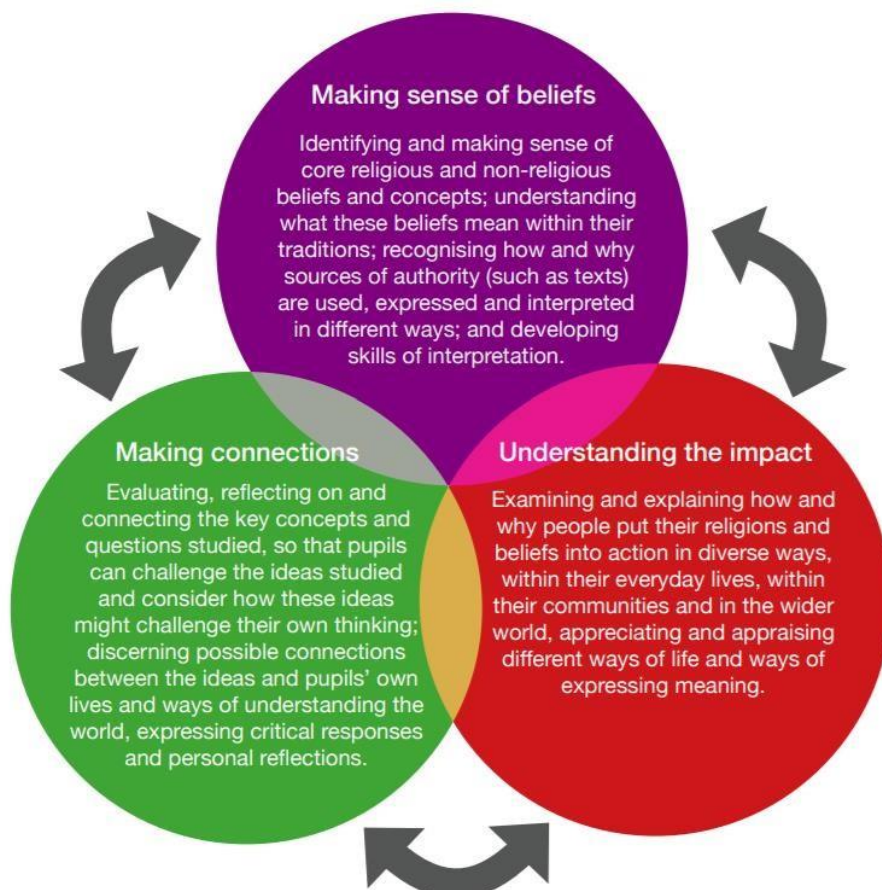 Making sense of beliefs
Identifying and making sense of
core religious and non-religious
beliefs and concepts; understanding
what these beliefs mean within their
traditions; recognising how and why
sources of authority (such as texts)
are used, expressed and interpreted
in different ways; and developing
skills of interpretation.
Making connections
Evaluating, reflecting on and
connecting the key concepts and
questions studied, so that pupils
can challenge the ideas studied
and consider how these ideas
might challenge their own thinking;
discerning possible connections
between the ideas and pupils’ own
lives and ways of understanding the
world, expressing critical responses
and personal reflections.
Understanding the impact
Examining and explaining how and
why people put their religions and
beliefs into action in diverse ways,
within their everyday lives, within
their communities and in the wider
world, appreciating and appraising
different ways of life and ways of
expressing meaning.